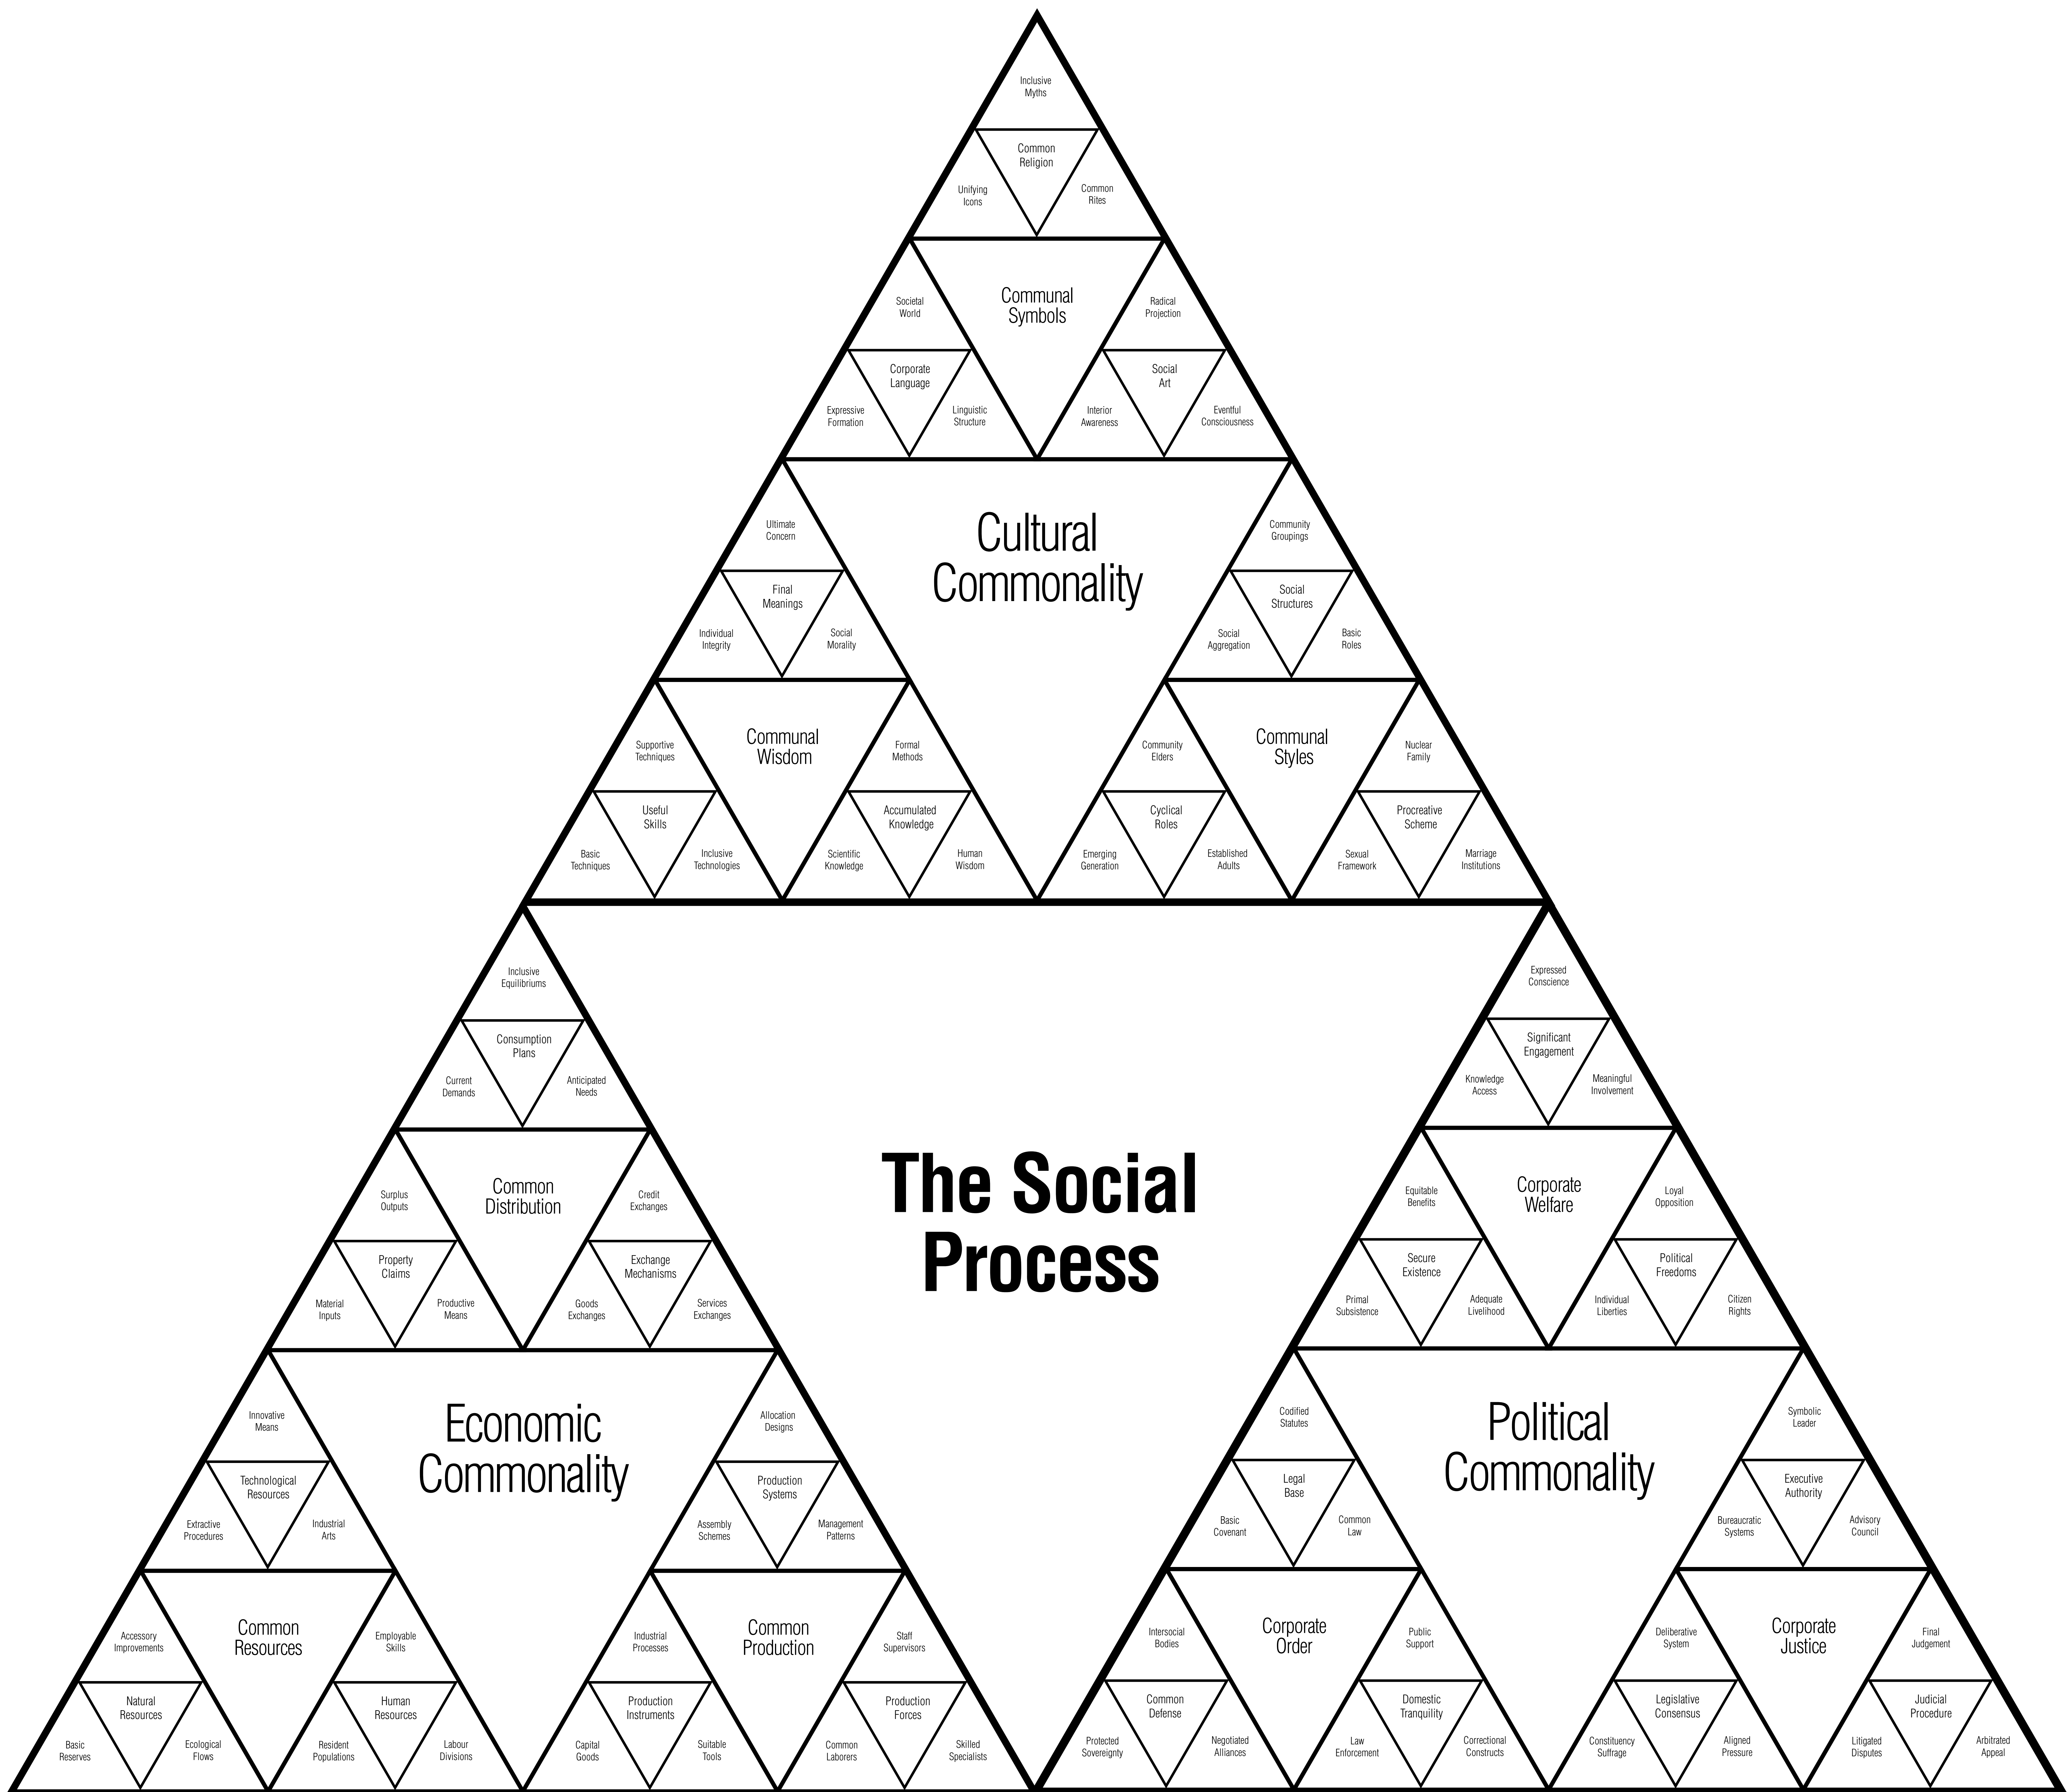 Inclusive
Myths
Common
Religion
Unifying
Icons
Common
Rites
Communal
Symbols
Societal
World
Radical
Projection
Corporate
Language
Social
Art
Expressive
Formation
Linguistic
Structure
Interior
Awareness
Eventful
Consciousness
Cultural
Commonality
Ultimate
Concern
Community
Groupings
Final
Meanings
Social
Structures
Individual
Integrity
Social
Morality
Social
Aggregation
Basic
Roles
Communal
Wisdom
Communal
Styles
Supportive
Techniques
Formal
Methods
Community
Elders
Nuclear
Family
Useful
Skills
Accumulated
Knowledge
Cyclical
Roles
Procreative
Scheme
Basic
Techniques
Inclusive
Technologies
Scientific
Knowledge
Human
Wisdom
Emerging
Generation
Established
Adults
Sexual
Framework
Marriage
Institutions
Inclusive
Equilibriums
Expressed
Conscience
Consumption
Plans
Significant
Engagement
Current
Demands
Anticipated
Needs
Knowledge
Access
Meaningful
Involvement
The Social
Process
Common
Distribution
Corporate
Welfare
Surplus
Outputs
Credit
Exchanges
Equitable
Benefits
Loyal
Opposition
Property
Claims
Exchange
Mechanisms
Secure
Existence
Political
Freedoms
Material
Inputs
Productive
Means
Goods
Exchanges
Services
Exchanges
Primal
Subsistence
Adequate
Livelihood
Individual
Liberties
Citizen
Rights
Economic
Commonality
Political
Commonality
Innovative
Means
Allocation
Designs
Codified
Statutes
Symbolic
Leader
Technological
Resources
Production
Systems
Legal
Base
Executive
Authority
Extractive
Procedures
Industrial
Arts
Assembly
Schemes
Management
Patterns
Basic
Covenant
Common
Law
Bureaucratic
Systems
Advisory
Council
Common
Resources
Common
Production
Corporate
Order
Corporate
Justice
Accessory
Improvements
Employable
Skills
Industrial
Processes
Staff
Supervisors
Intersocial
Bodies
Public
Support
Deliberative
System
Final
Judgement
Natural
Resources
Human
Resources
Production
Instruments
Production
Forces
Common
Defense
Domestic
Tranquility
Legislative
Consensus
Judicial
Procedure
Basic
Reserves
Ecological
Flows
Resident
Populations
Labour
Divisions
Capital
Goods
Suitable
Tools
Common
Laborers
Skilled
Specialists
Protected
Sovereignty
Negotiated
Alliances
Law
Enforcement
Correctional
Constructs
Constituency
Suffrage
Aligned
Pressure
Litigated
Disputes
Arbitrated
Appeal